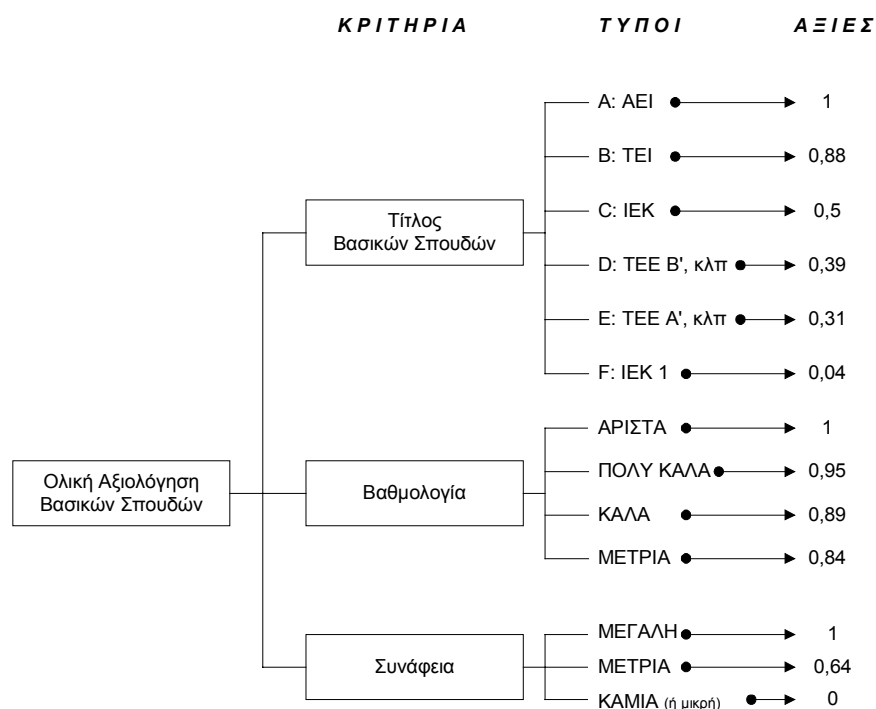 ΚΡΙΤΗΡΙΑ ΤΥΠΟΙ ΑΞΙΕΣ
Α: ΑΕΙ 1
Β: ΤΕΙ 0,88
Τίτλος
Βασικών Σπουδών
C: ΙΕΚ 0,5
D: ΤΕΕ Β', κλπ 0,39
Ε: ΤΕΕ Α', κλπ 0,31
F: ΙΕΚ 1 0,04
Ολική Αξιολόγηση
Βασικών Σπουδών
Βαθμολογία
ΑΡΙΣΤΑ 1
ΠΟΛΥ ΚΑΛΑ 0,95
ΚΑΛΑ 0,89
ΜΕΤΡΙΑ 0,84
Συνάφεια
ΜΕΓΑΛΗ 1
ΜΕΤΡΙΑ 0,64
ΚΑΜΙΑ (ή μικρή) 0